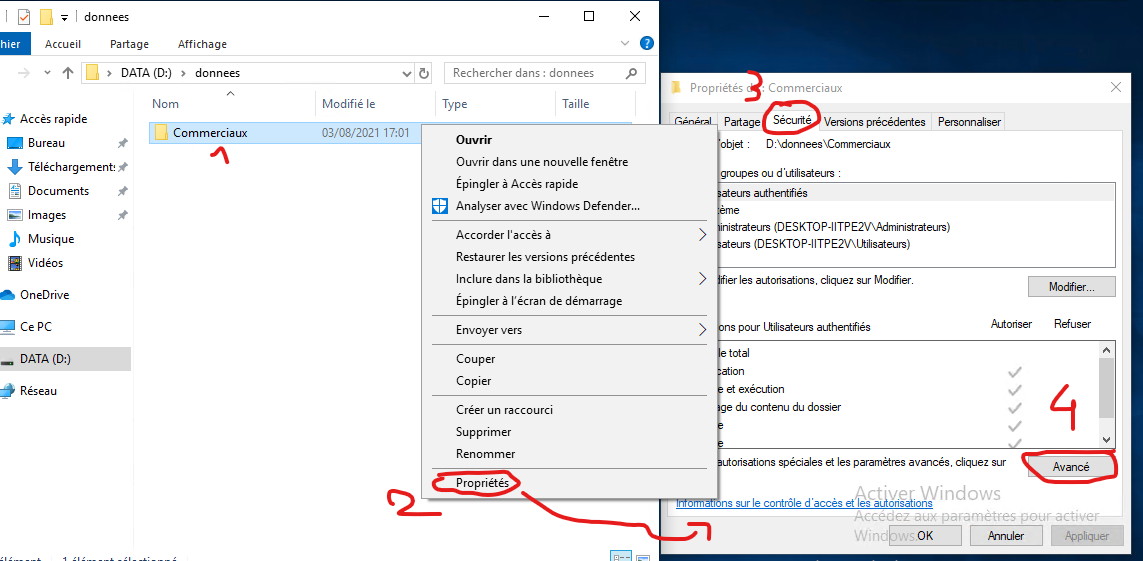 donnees
hier Accueil Partage Affichage
DATA (D:) donnees
Rechercher dans : donnees
Nom Modifié le Type Taille
Accès rapide
Bureau
Téléchargements
Documents
Images
Musique
Vidéos
OneDrive
Ce PC
DATA (D:)
Réseau
Commerciaux 03/08/2021 17:01
1
Ouvrir
Ouvrir dans une nouvelle fenêtre
Épingler à Accès rapide
Analyser avec Windows Defender...
Accorder l'accès à
Restaurer les versions précédentes
Inclure dans la bibliothèque
Épingler à l'écran de démarrage
Envoyer vers
Couper
Copier
Créer un raccourci
Supprimer
Renommer
Propriétés
2
1 élément sélectionné
Propriétés de : Commerciaux
3
Général Partage Sécurité Versions précédentes Personnaliser
'objet : D:\donnees\Commerciaux
groupes ou d'utilisateurs :
sateurs authentifiés
tème
ninistrateurs (DESKTOP-IITPE2V\Administrateurs)
sateurs (DESKTOP-IITPE2V\Utilisateurs)
difier les autorisations, cliquez sur Modifier.
Modifier...
ons pour Utilisateurs authentifiés Autoriser Refuser
le total
cation
e et exécution
age du contenu du dossier
e
e
4
autorisations spéciales et les paramètres avancés, cliquez sur
Avancé
Informations sur le contrôle d'accès et les autorisations
Activer Windows
Accédez aux paramètres pour activer
Windows.
OK Annuler Appliquer